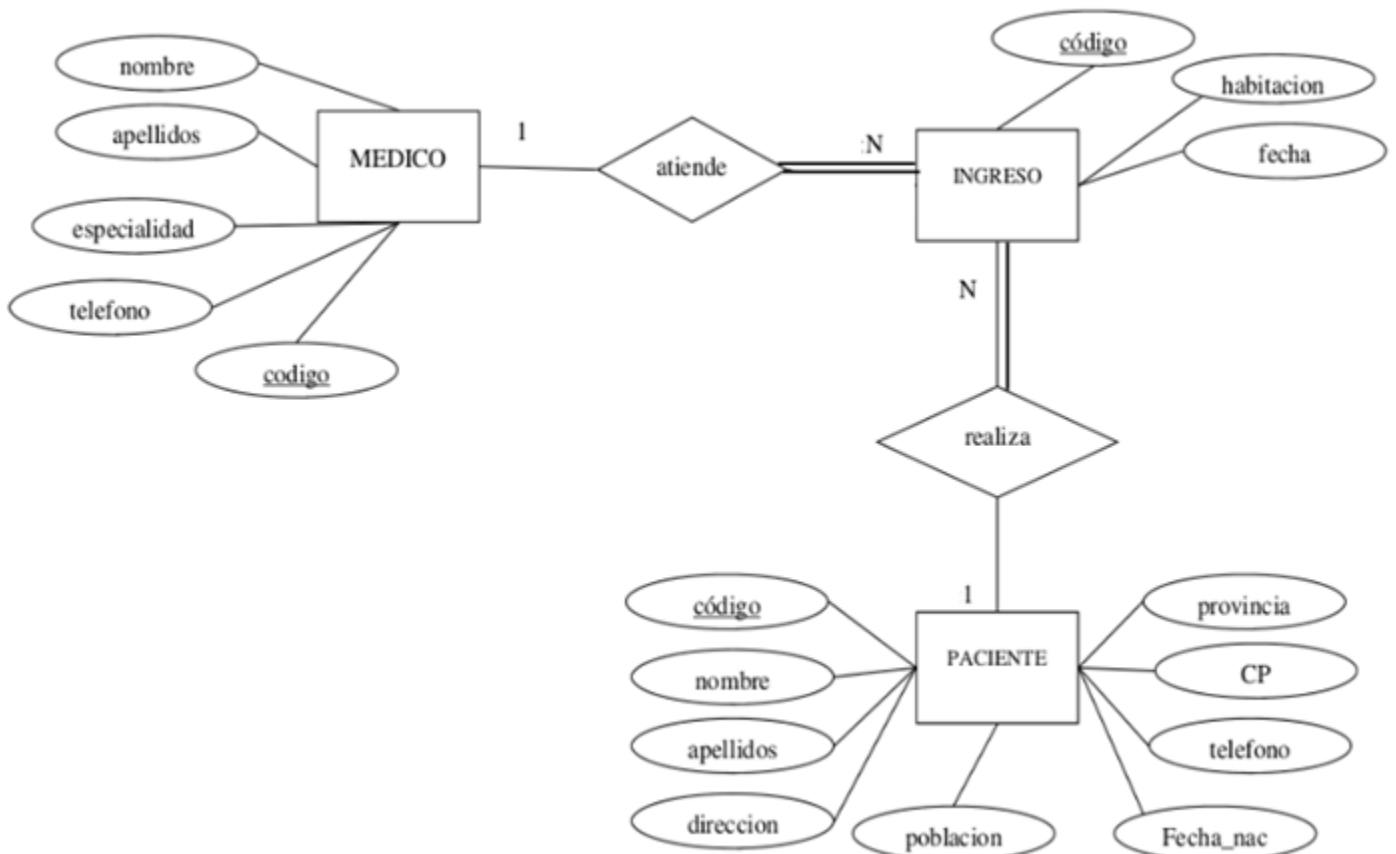 código
nombre
habitacion
apellidos
MEDICO
1
atiende
:N
INGRESO
fecha
especialidad
telefono
codigo
N
realiza
1
código
PACIENTE
provincia
nombre
CP
apellidos
telefono
direccion
poblacion
Fecha_nac